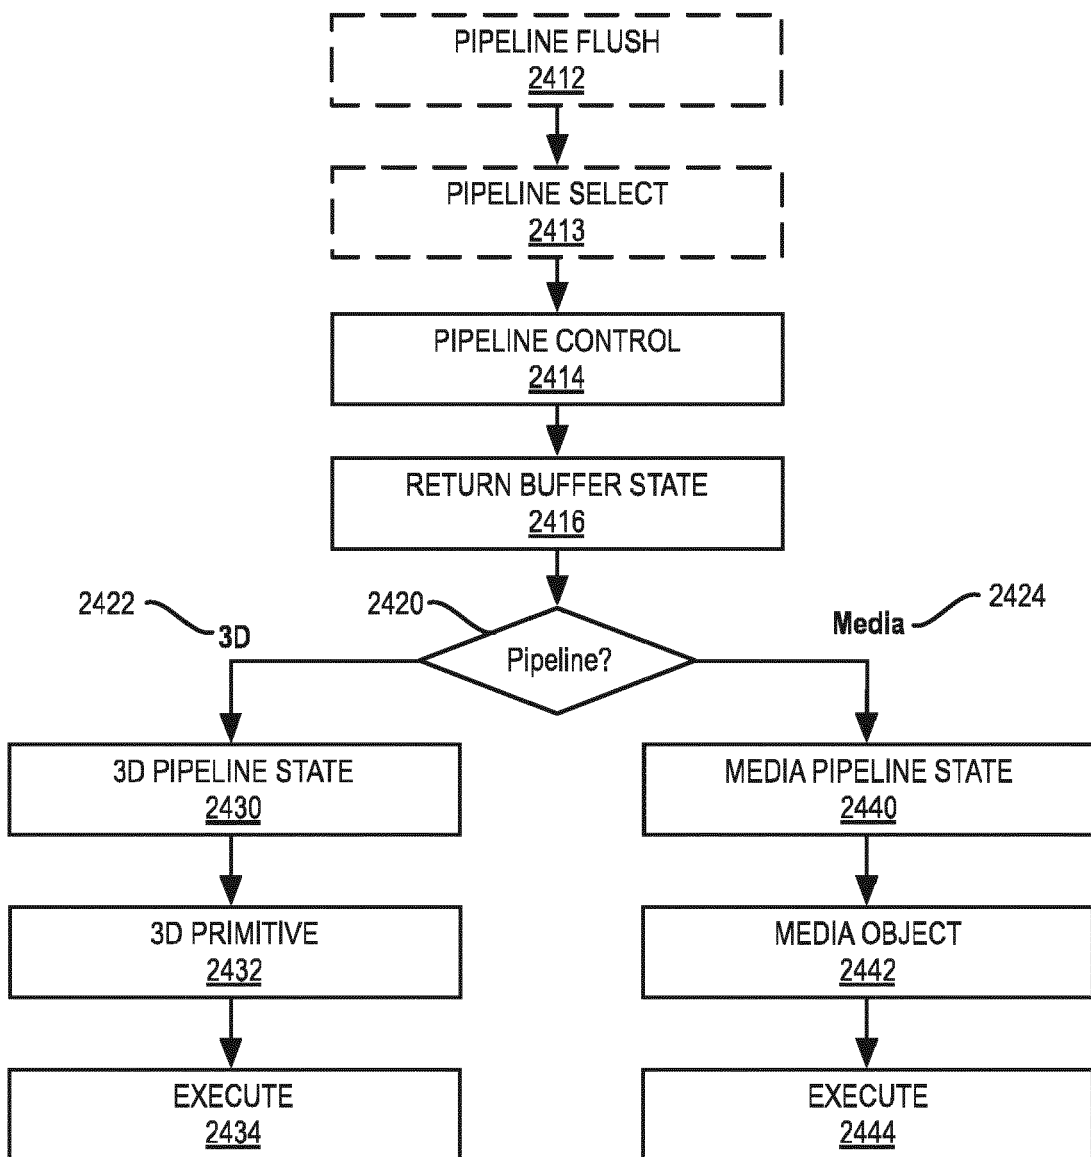 PIPELINE FLUSH
2412
PIPELINE SELECT
2413
PIPELINE CONTROL
2414
RETURN BUFFER STATE
2416
2422
3D
2420
Pipeline?
Media
2424
3D PIPELINE STATE
2430
3D PRIMITIVE
2432
EXECUTE
2434
MEDIA PIPELINE STATE
2440
MEDIA OBJECT
2442
EXECUTE
2444